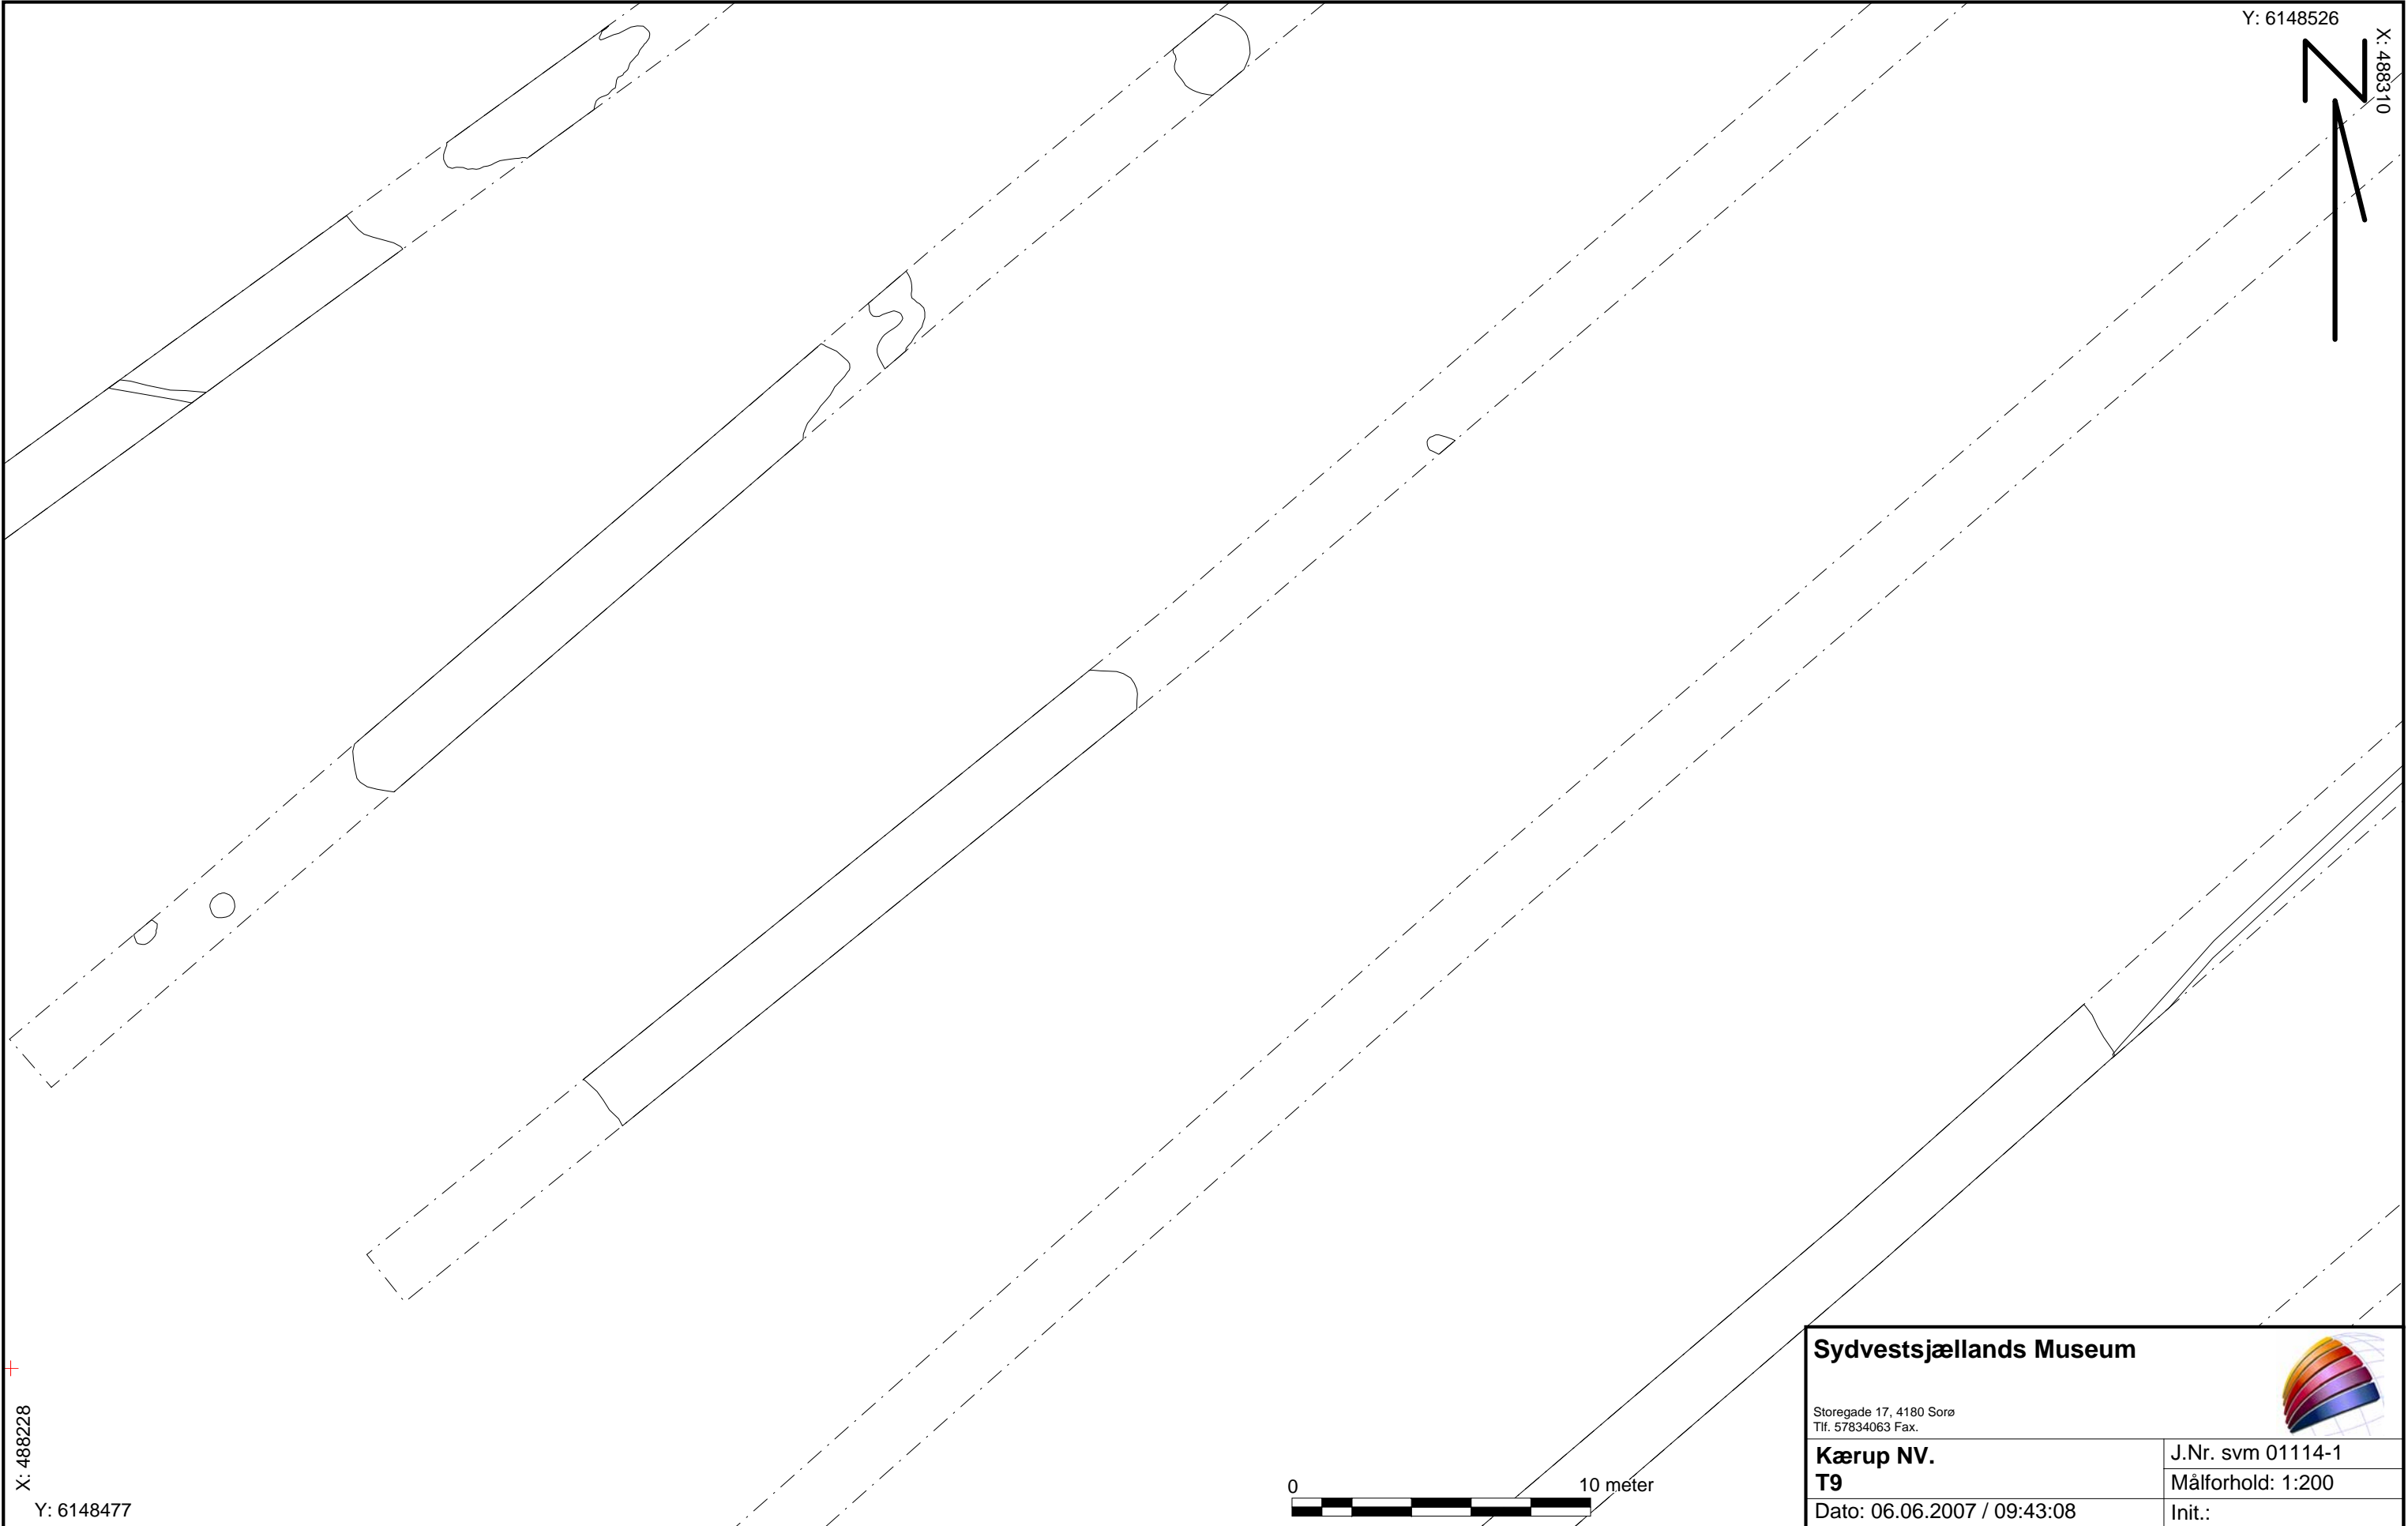 Y: 6148526
X: 488310
N
X: 488228
Y: 6148477
0 10 meter
Sydvestsjællands Museum
Storegade 17, 4180 Sorø
Tlf. 57834063 Fax.
Kærup NV.
T9
J.Nr. svm 01114-1
Målforhold: 1:200
Dato: 06.06.2007 / 09:43:08
Init.: